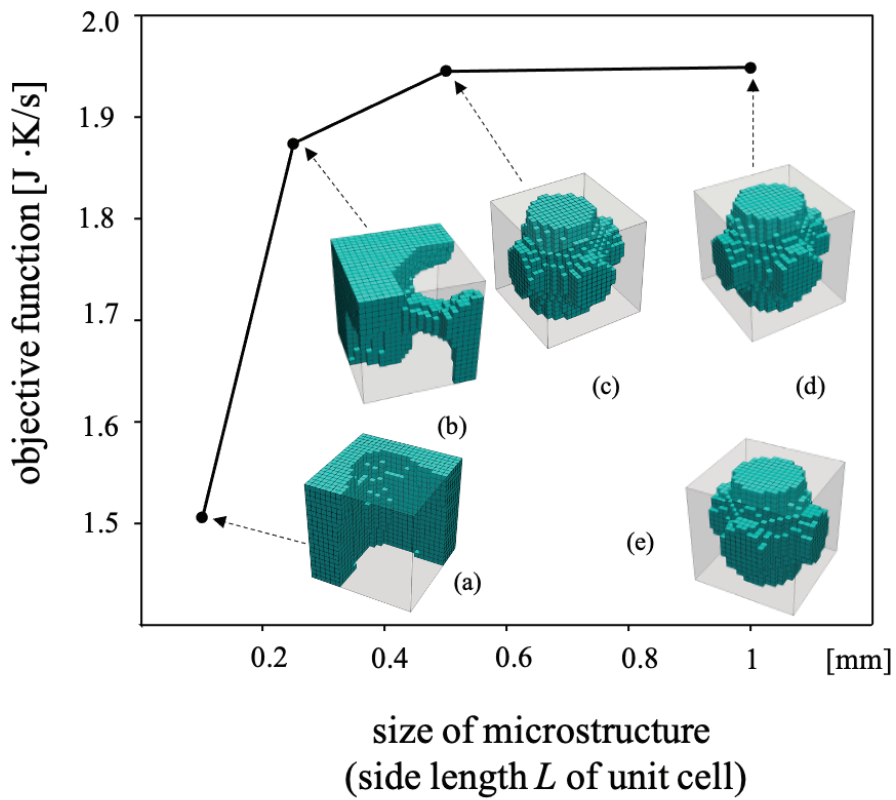 objective function [J ·K/s]
2.0
1.9
1.8
1.7
1.6
1.5
(c)
(d)
(b)
(e)
(a)
0.2 0.4 0.6 0.8 1 [mm]
size of microstructure
(side length L of unit cell)